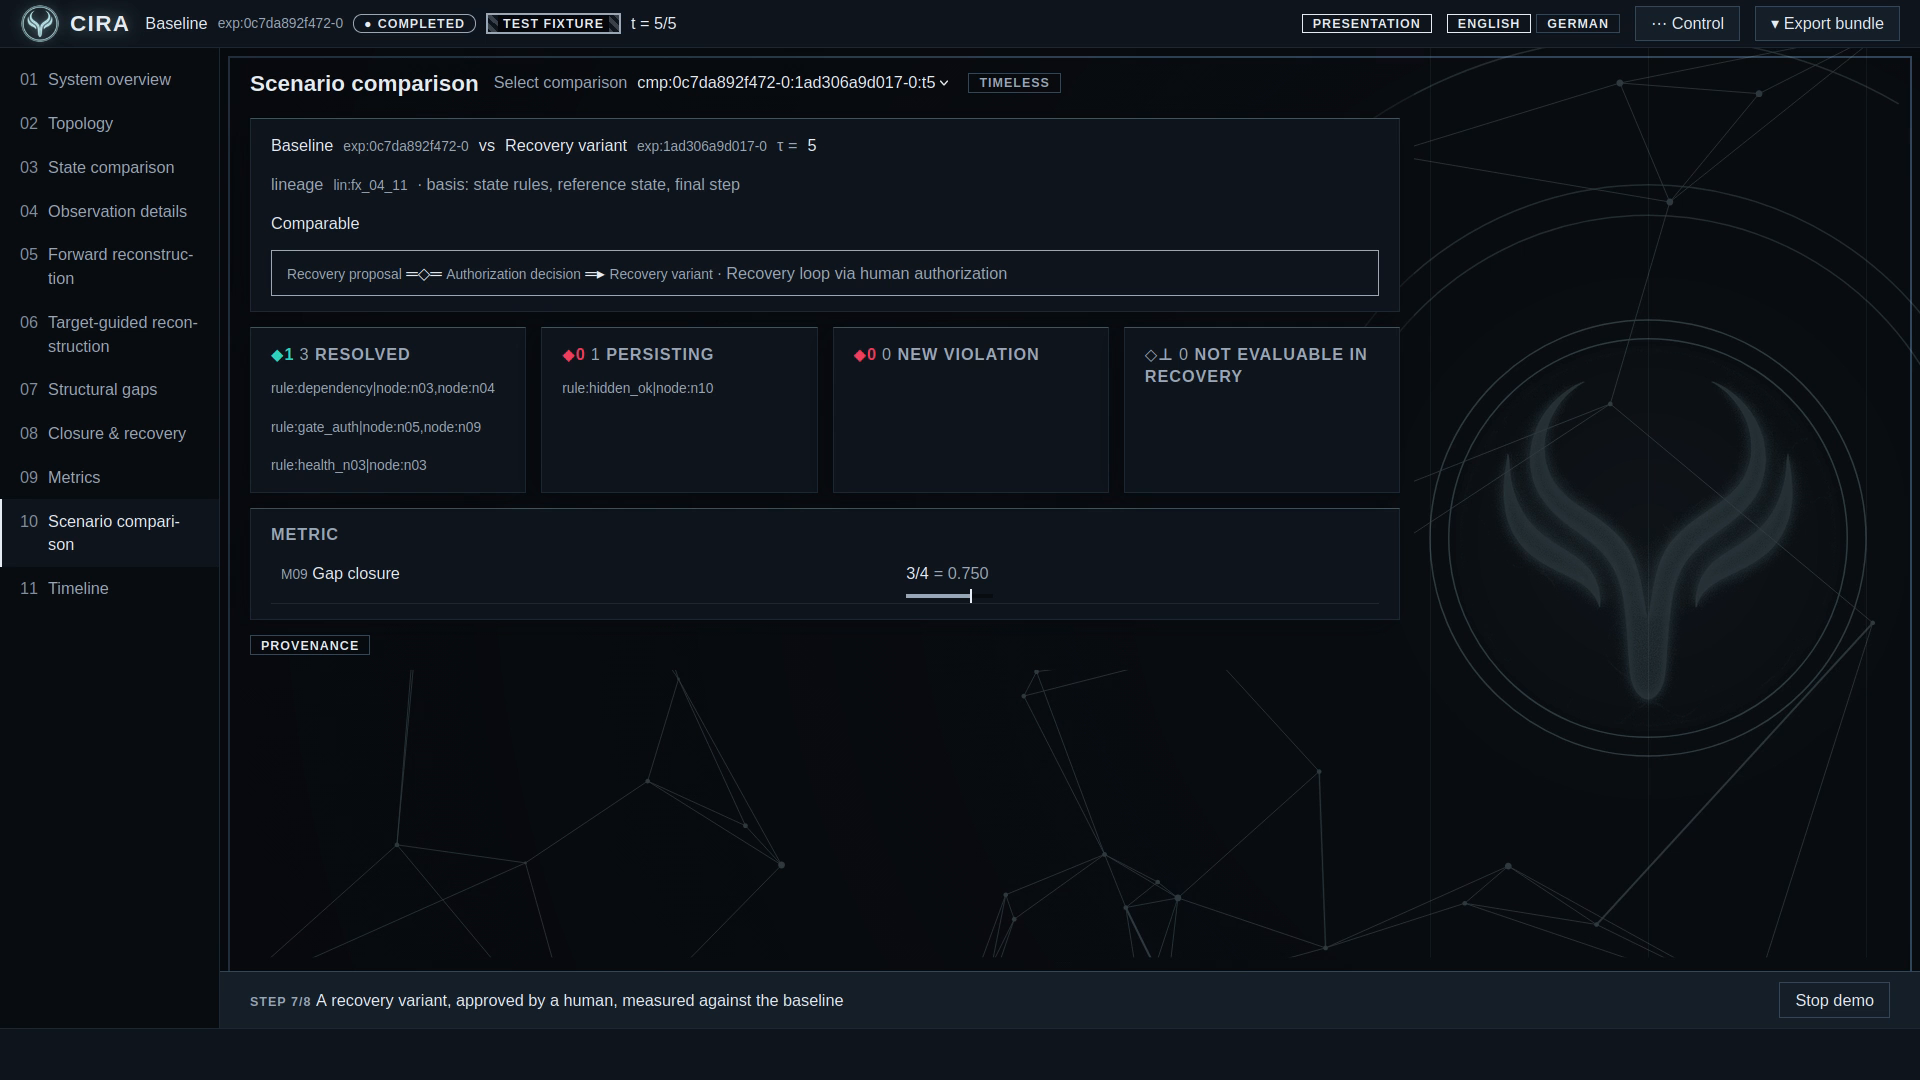 CIRA Baseline exp:0c7da892f472-0 ● COMPLETED TEST FIXTURE t = 5/5 PRESENTATION ENGLISH GERMAN ··· Control ▾ Export bundle
01 System overview
02 Topology
03 State comparison
04 Observation details
05 Forward reconstruc-
tion
06 Target-guided recon-
struction
07 Structural gaps
08 Closure & recovery
09 Metrics
10 Scenario compari-
son
11 Timeline
Scenario comparison Select comparison cmp:0c7da892f472-0:1ad306a9d017-0:t5 TIMELESS
Baseline exp:0c7da892f472-0 vs Recovery variant exp:1ad306a9d017-0 τ = 5
lineage lin:fx_04_11 · basis: state rules, reference state, final step
Comparable
Recovery proposal ═◇═ Authorization decision ═▸ Recovery variant · Recovery loop via human authorization
◆1 3 RESOLVED
rule:dependency|node:n03,node:n04
rule:gate_auth|node:n05,node:n09
rule:health_n03|node:n03
◆0 1 PERSISTING
rule:hidden_ok|node:n10
◆0 0 NEW VIOLATION
◇⊥ 0 NOT EVALUABLE IN
RECOVERY
METRIC
M09 Gap closure 3/4 = 0.750
PROVENANCE
STEP 7/8 A recovery variant, approved by a human, measured against the baseline Stop demo